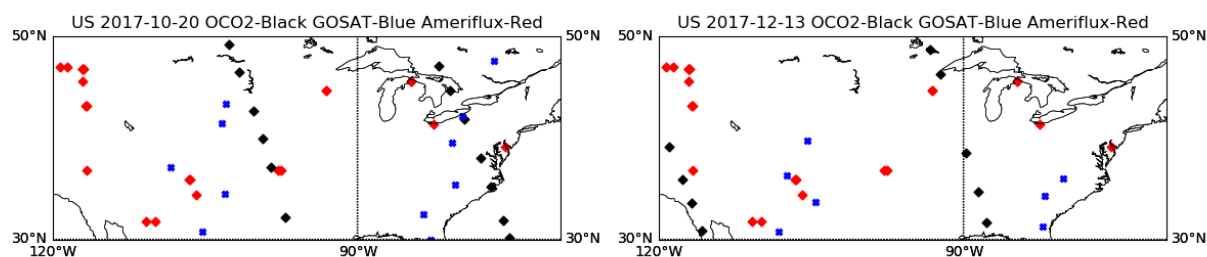 US 2017-10-20 OCO2-Black GOSAT-Blue Ameriflux-Red
50°N 50°N
30°N 30°N
120°W 90°W
US 2017-12-13 OCO2-Black GOSAT-Blue Ameriflux-Red
50°N 50°N
30°N 30°N
120°W 90°W